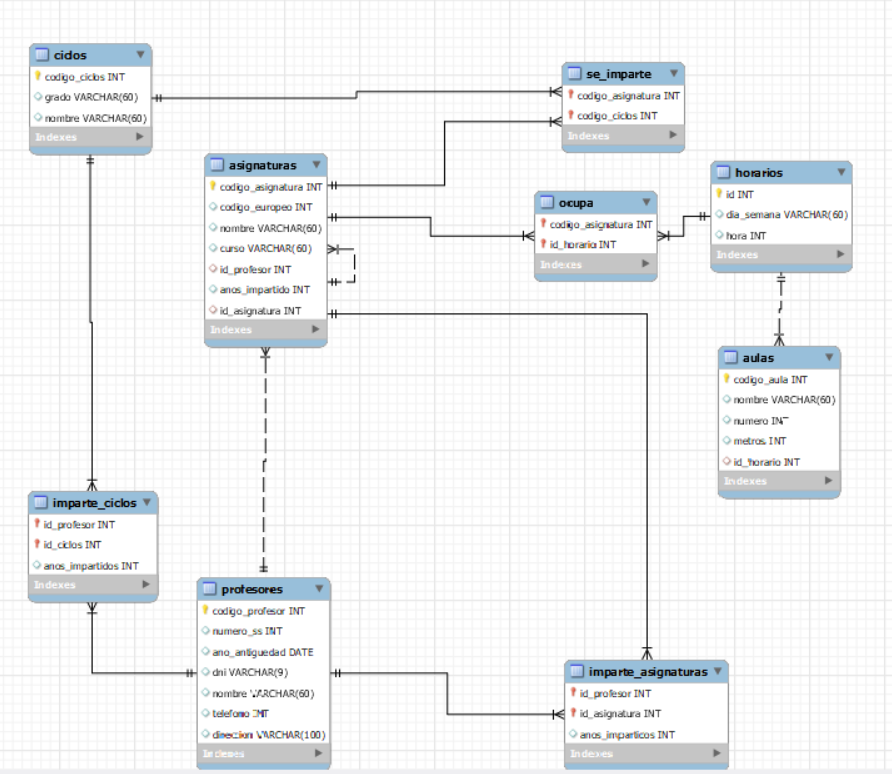 ciclos
codigo_ciclos INT
grado VARCHAR(60)
nombre VARCHAR(60)
Indexes
se_imparte
codigo_asignatura INT
codigo_ciclos INT
Indexes
asignaturas
codigo_asignatura INT
codigo_europeo INT
nombre VARCHAR(60)
curso VARCHAR(60)
id_profesor INT
anos_impartido INT
id_asignatura INT
Indexes
ocupa
codigo_asignatura INT
id_horario INT
Indexes
horarios
id INT
dia_semana VARCHAR(60)
hora INT
Indexes
aulas
codigo_aula INT
nombre VARCHAR(60)
numero INT
metros INT
id_horario INT
Indexes
imparte_ciclos
id_profesor INT
id_ciclos INT
anos_impartidos INT
Indexes
profesores
codigo_profesor INT
numero_ss INT
ano_antiguedad DATE
dni VARCHAR(9)
nombre VARCHAR(60)
telefono INT
direccion VARCHAR(100)
Indexes
imparte_asignaturas
id_profesor INT
id_asignatura INT
anos_imparticos INT
Indexes